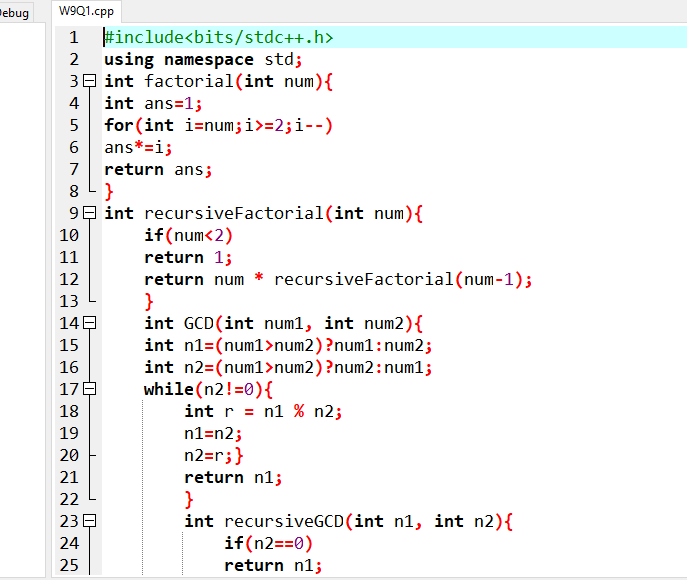 ebug
W9Q1.cpp
1 #include<bits/stdc++.h>
2 using namespace std;
3 int factorial(int num){
4 int ans=1;
5 for(int i=num;i>=2;i--)
6 ans*=i;
7 return ans;
8 }
9 int recursiveFactorial(int num){
10 if(num<2)
11 return 1;
12 return num * recursiveFactorial(num-1);
13 }
14 int GCD(int num1, int num2){
15 int n1=(num1>num2)?num1:num2;
16 int n2=(num1>num2)?num2:num1;
17 while(n2!=0){
18 int r = n1 % n2;
19 n1=n2;
20 n2=r;}
21 return n1;
22 }
23 int recursiveGCD(int n1, int n2){
24 if(n2==0)
25 return n1;